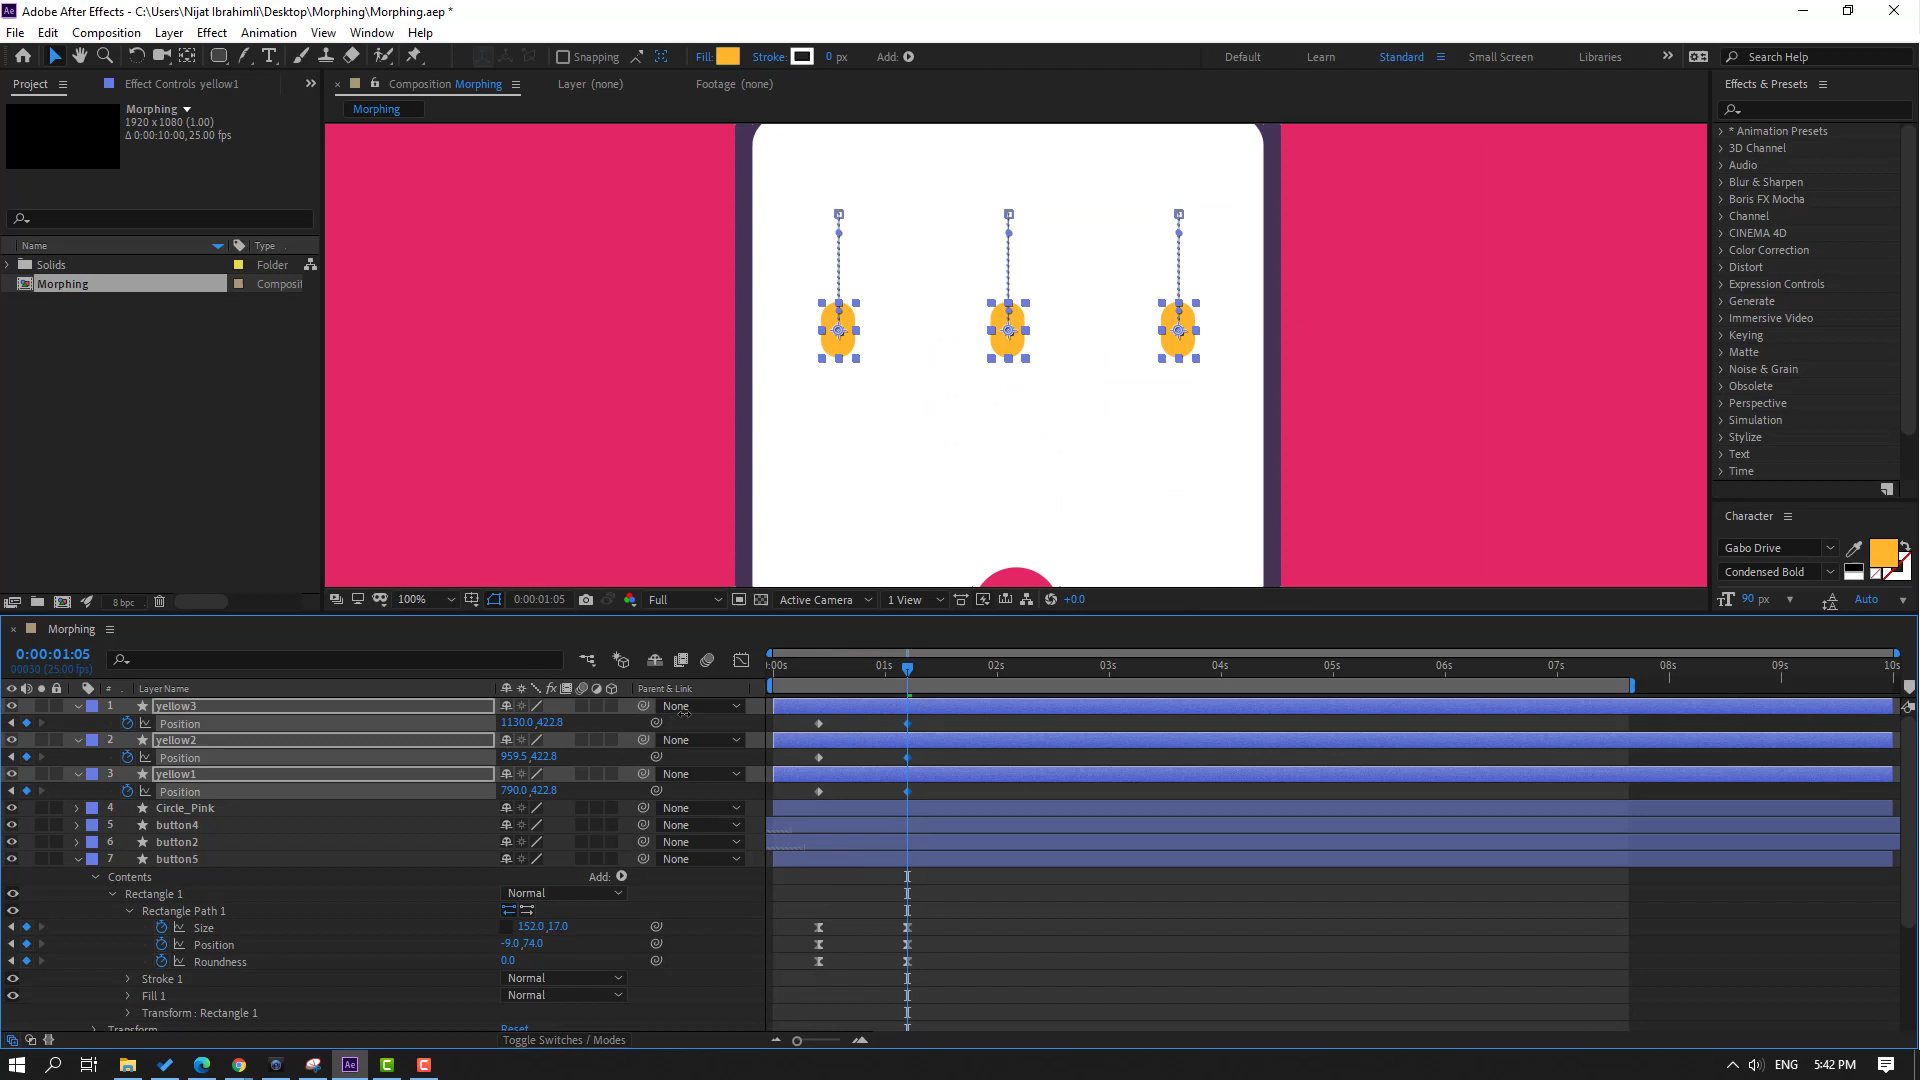 Adobe After Effects - C:\Users\Nijat Ibrahimli\Desktop\Morphing\Morphing.aep *
File Edit Composition Layer Effect Animation View Window Help
Snapping Fill: Stroke: 0 px Add: Default Learn Standard Small Screen Libraries Search Help
Project Effect Controls yellow1 Composition Morphing Layer (none) Footage (none) Effects & Presets
Morphing
Morphing
1920 x 1080 (1.00)
Δ 0:00:10:00, 25.00 fps
* Animation Presets
3D Channel
Audio
Blur & Sharpen
Boris FX Mocha
Channel
CINEMA 4D
Color Correction
Distort
Expression Controls
Generate
Immersive Video
Keying
Matte
Noise & Grain
Obsolete
Perspective
Simulation
Stylize
Text
Time
Name Type
Solids Folder
Morphing Composit
Character
Gabo Drive
Condensed Bold
90 px Auto
8 bpc 100% 0:00:01:05 Full Active Camera 1 View +0.0
Morphing
0:00:01:05
00030 (25.00 fps)
:00s 01s 02s 03s 04s 05s 06s 07s 08s 09s 10s
# Layer Name fx Parent & Link
1 yellow3 None
Position 1130.0,422.8
2 yellow2 None
Position 959.5,422.8
3 yellow1 None
Position 790.0,422.8
4 Circle_Pink None
5 button4 None
6 button2 None
7 button5 None
Contents Add:
Rectangle 1 Normal
Rectangle Path 1
Size 152.0,17.0
Position -9.0,74.0
Roundness 0.0
Stroke 1 Normal
Fill 1 Normal
Transform : Rectangle 1
Transform Reset
Toggle Switches / Modes
Ae ENG 5:42 PM